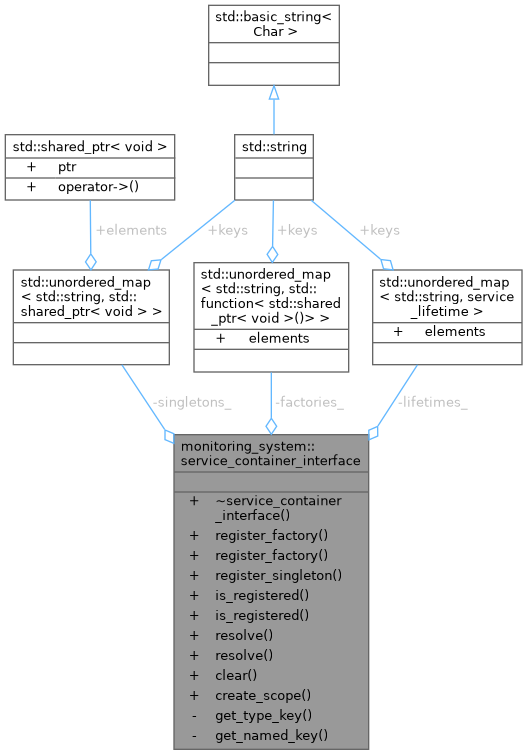 std::basic_string<
Char >
std::shared_ptr< void >
+ ptr
+ operator->()
std::string
+elements
+keys
+keys
+keys
std::unordered_map
< std::string, std::
shared_ptr< void > >
std::unordered_map
< std::string, std::
function< std::shared
_ptr< void >()> >
+ elements
std::unordered_map
< std::string, service
_lifetime >
+ elements
-singletons_
-factories_
-lifetimes_
monitoring_system::
service_container_interface
+ ~service_container
_interface()
+ register_factory()
+ register_factory()
+ register_singleton()
+ is_registered()
+ is_registered()
+ resolve()
+ resolve()
+ clear()
+ create_scope()
- get_type_key()
- get_named_key()